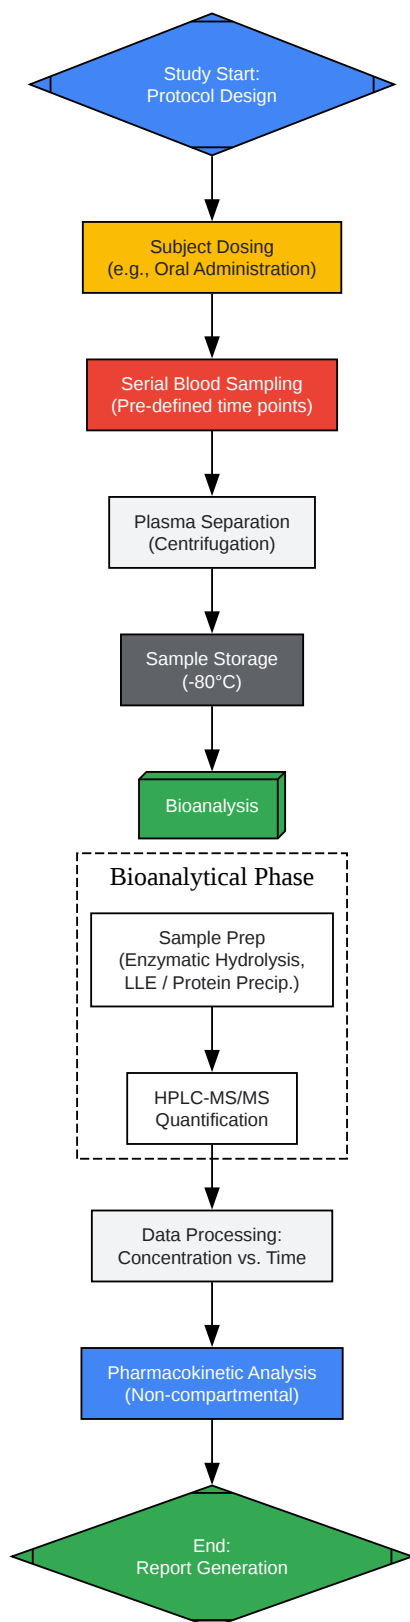 Study Start:
Protocol Design
Subject Dosing
(e.g., Oral Administration)
Serial Blood Sampling
(Pre-defined time points)
Plasma Separation
(Centrifugation)
Sample Storage
(-80°C)
Bioanalysis
Bioanalytical Phase
Sample Prep
(Enzymatic Hydrolysis,
LLE / Protein Precip.)
HPLC-MS/MS
Quantification
Data Processing:
Concentration vs. Time
Pharmacokinetic Analysis
(Non-compartmental)
End:
Report Generation